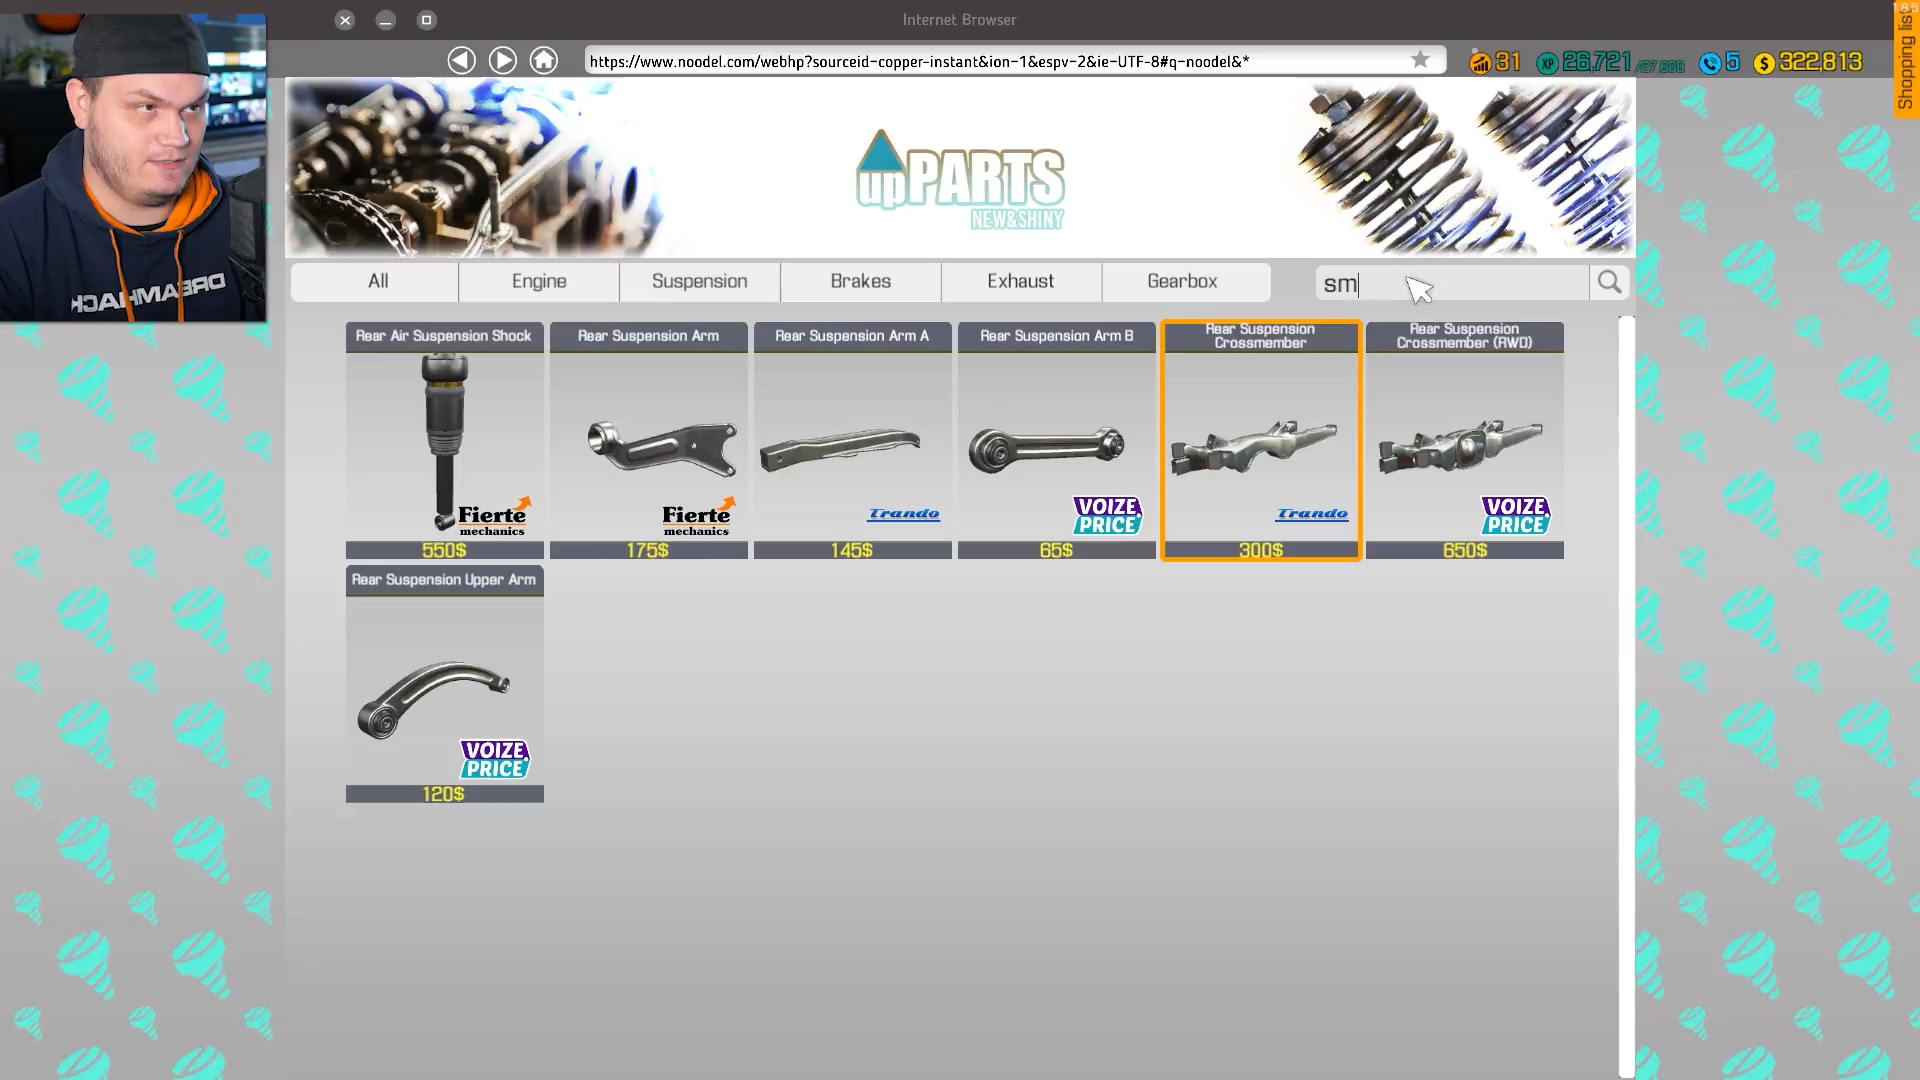 Internet Browser
https://www.noodel.com/webhp?sourceid-copper-instant&ion-1&espv-2&ie-UTF-8#q-noodel&*
31
XP 26,721 /27,600
5
$ 322,813
Shopping list
DREAMHACK
upPARTS
NEW&SHINY
All
Engine
Suspension
Brakes
Exhaust
Gearbox
sm
Rear Air Suspension Shock
Fierte
mechanics
550$
Rear Suspension Arm
Fierte
mechanics
175$
Rear Suspension Arm A
Trando
145$
Rear Suspension Arm B
VOIZE
PRICE
65$
Rear Suspension
Crossmember
Trando
300$
Rear Suspension
Crossmember (RWD)
VOIZE
PRICE
650$
Rear Suspension Upper Arm
VOIZE
PRICE
120$